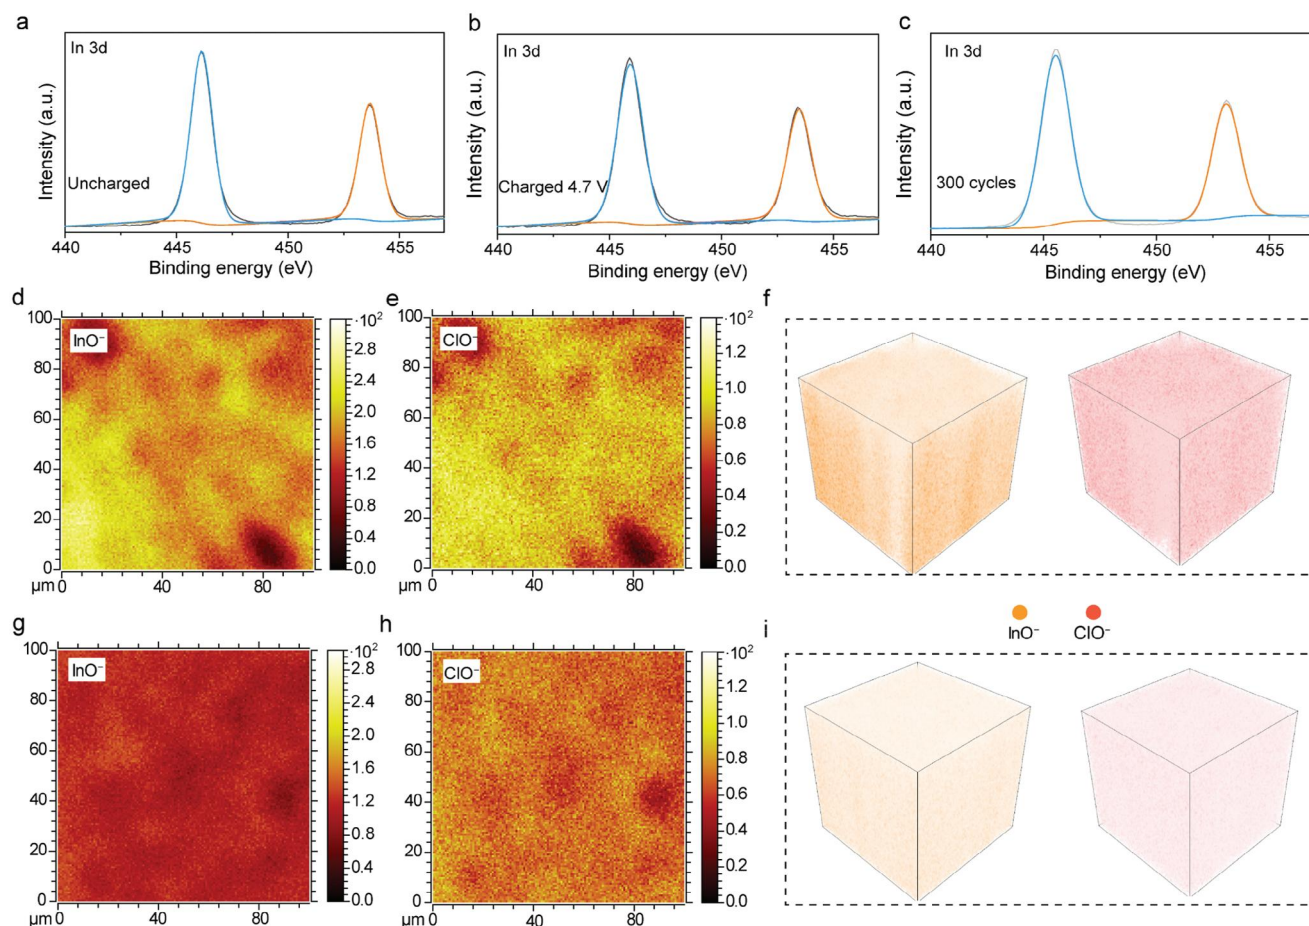 a
b
c
In 3d
In 3d
In 3d
Intensity (a.u.)
Intensity (a.u.)
Intensity (a.u.)
Uncharged
Charged 4.7 V
300 cycles
440 445 450 455
440 445 450 455
440 445 450 455
Binding energy (eV)
Binding energy (eV)
Binding energy (eV)
d
e
f
InO⁻
100
80
60
40
20
0
µm 0 40 80
·10²
2.8
2.4
2.0
1.6
1.2
0.8
0.4
0.0
ClO⁻
100
80
60
40
20
0
µm 0 40 80
·10²
1.2
1.0
0.8
0.6
0.4
0.2
0.0
InO⁻ ClO⁻
g
h
i
InO⁻
100
80
60
40
20
0
µm 0 40 80
·10²
2.8
2.4
2.0
1.6
1.2
0.8
0.4
0.0
ClO⁻
100
80
60
40
20
0
µm 0 40 80
·10²
1.2
1.0
0.8
0.6
0.4
0.2
0.0